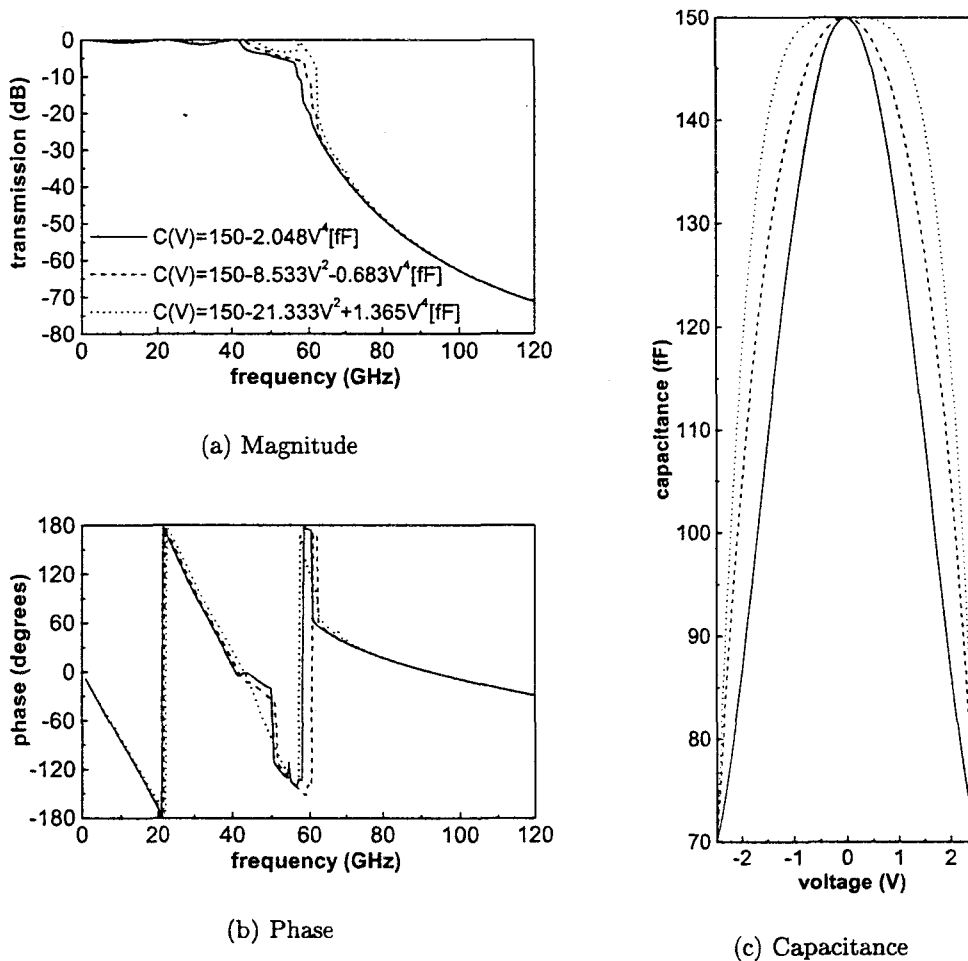 0
-10
-20
-30
-40
-50
-60
-70
-80
transmission (dB)
C(V)=150-2.048V⁴[fF]
C(V)=150-8.533V²-0.683V⁴[fF]
C(V)=150-21.333V²+1.365V⁴[fF]
0 20 40 60 80 100 120
frequency (GHz)
(a) Magnitude
180
120
60
0
-60
-120
-180
phase (degrees)
0 20 40 60 80 100 120
frequency (GHz)
(b) Phase
150
140
130
120
110
100
90
80
70
capacitance (fF)
-2 -1 0 1 2
voltage (V)
(c) Capacitance